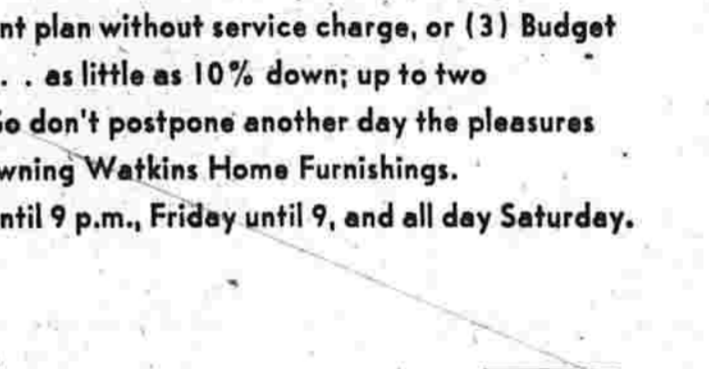 nt plan without service charge, or (3) Budget
. . as little as 10% down; up to two
So don't postpone another day the pleasures
wning Watkins Home Furnishings.
ntil 9 p.m., Friday until 9, and all day Saturday.